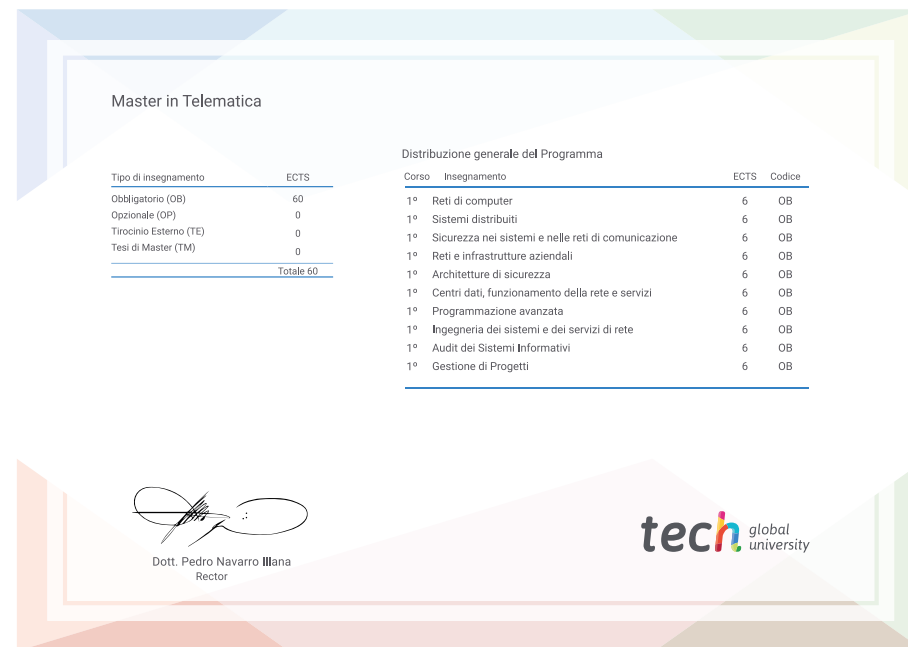 Master in Telematica
Tipo di insegnamento ECTS
Obbligatorio (OB) 60
Opzionale (OP) 0
Tirocinio Esterno (TE) 0
Tesi di Master (TM) 0
Totale 60
Distribuzione generale del Programma
Corso Insegnamento ECTS Codice
1º Reti di computer 6 OB
1º Sistemi distribuiti 6 OB
1º Sicurezza nei sistemi e nelle reti di comunicazione 6 OB
1º Reti e infrastrutture aziendali 6 OB
1º Architetture di sicurezza 6 OB
1º Centri dati, funzionamento della rete e servizi 6 OB
1º Programmazione avanzata 6 OB
1º Ingegneria dei sistemi e dei servizi di rete 6 OB
1º Audit dei Sistemi Informativi 6 OB
1º Gestione di Progetti 6 OB
Dott. Pedro Navarro Illana
Rector
tech global
university